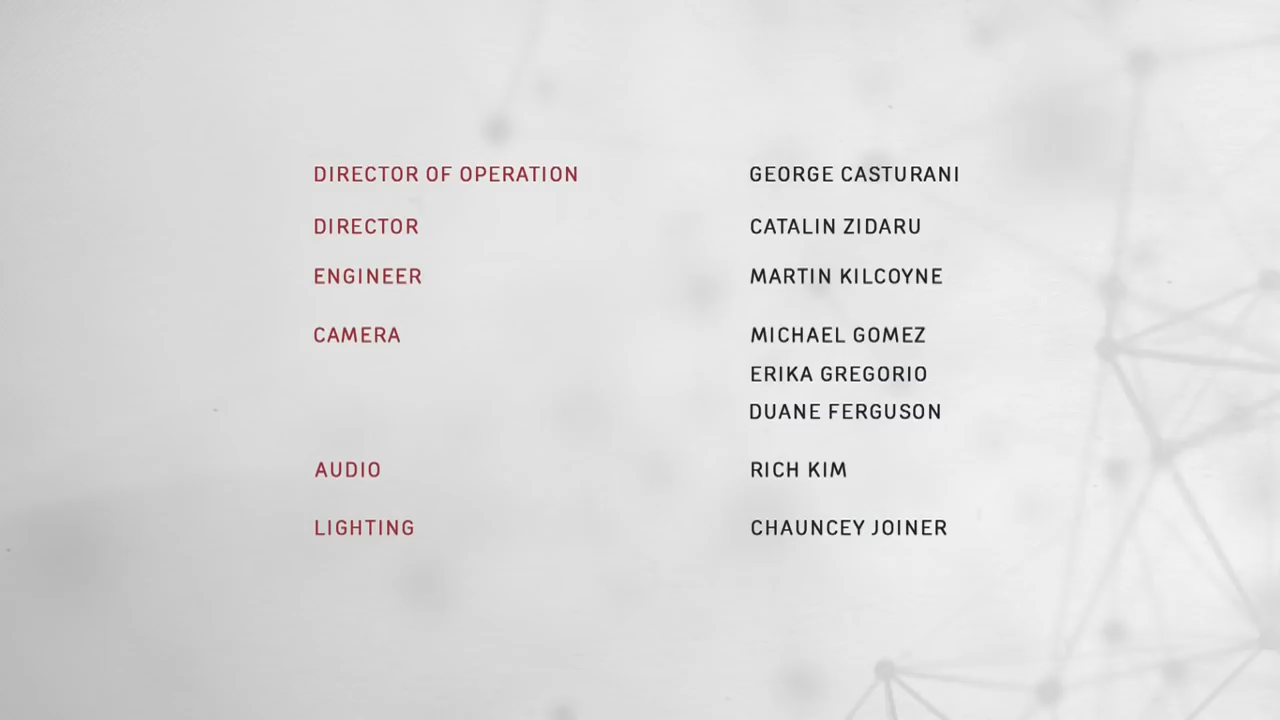 DIRECTOR OF OPERATION GEORGE CASTURANI
DIRECTOR CATALIN ZIDARU
ENGINEER MARTIN KILCOYNE
CAMERA MICHAEL GOMEZ
ERIKA GREGORIO
DUANE FERGUSON
AUDIO RICH KIM
LIGHTING CHAUNCEY JOINER